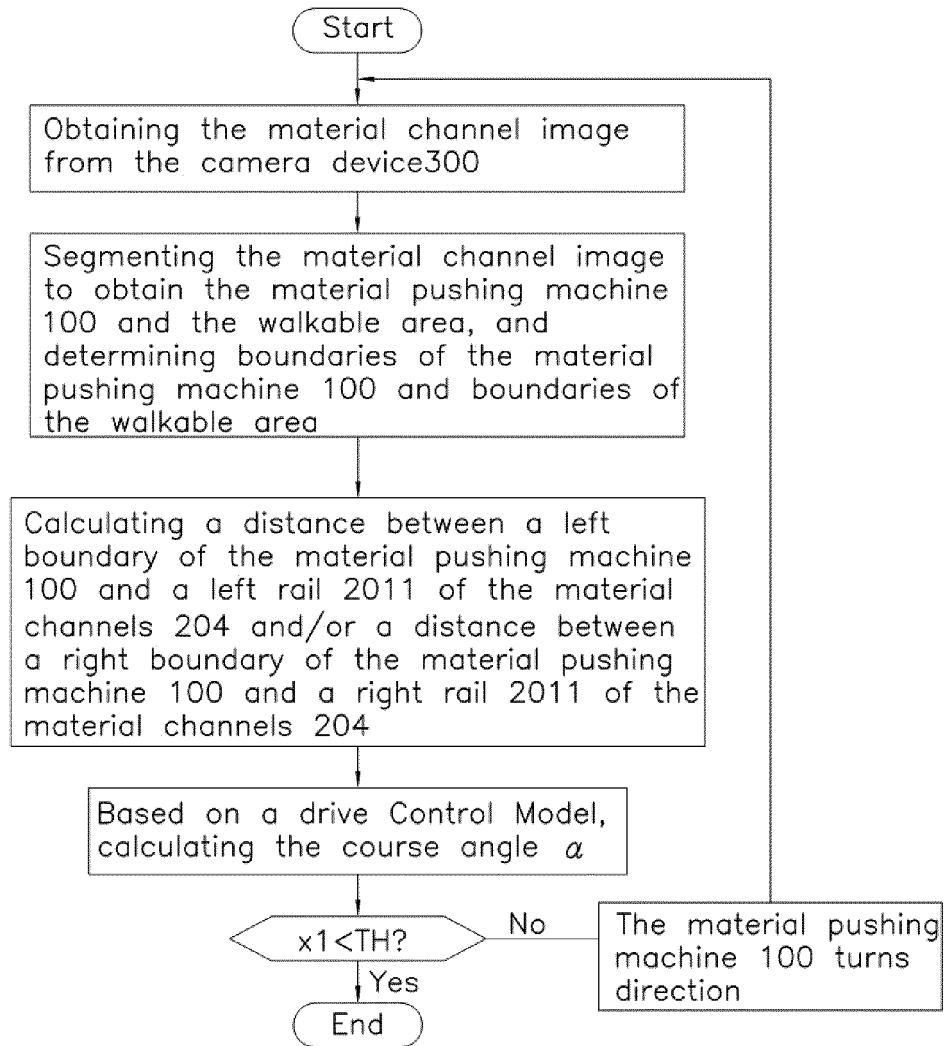 Start
Obtaining the material channel image
from the camera device300
Segmenting the material channel image
to obtain the material pushing machine
100 and the walkable area, and
determining boundaries of the material
pushing machine 100 and boundaries of
the walkable area
Calculating a distance between a left
boundary of the material pushing machine
100 and a left rail 2011 of the material
channels 204 and/or a distance between
a right boundary of the material pushing
machine 100 and a right rail 2011 of the
material channels 204
Based on a drive Control Model,
calculating the course angle α
x1<TH?
No
The material pushing
machine 100 turns
direction
Yes
End